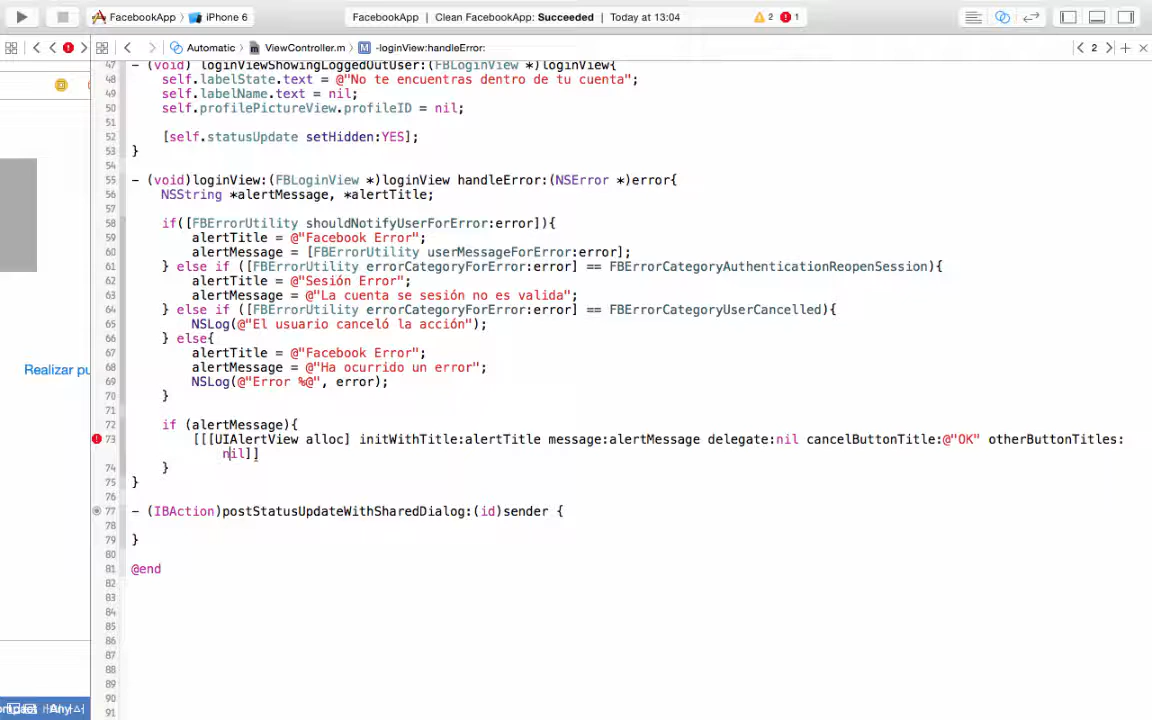 FacebookApp iPhone 6 FacebookApp Clean FacebookApp: Succeeded Today at 13:04 2 1
Automatic ViewController.m M -loginView:handleError: 2
47 - (void) loginViewShowingLoggedOutUser:(FBLoginView *)loginView{
48 self.labelState.text = @"No te encuentras dentro de tu cuenta";
49 self.labelName.text = nil;
50 self.profilePictureView.profileID = nil;
51
52 [self.statusUpdate setHidden:YES];
53 }
54
55 - (void)loginView:(FBLoginView *)loginView handleError:(NSError *)error{
56 NSString *alertMessage, *alertTitle;
57
58 if([FBErrorUtility shouldNotifyUserForError:error]){
59 alertTitle = @"Facebook Error";
60 alertMessage = [FBErrorUtility userMessageForError:error];
61 } else if ([FBErrorUtility errorCategoryForError:error] == FBErrorCategoryAuthenticationReopenSession){
62 alertTitle = @"Sesión Error";
63 alertMessage = @"La cuenta se sesión no es valida";
64 } else if ([FBErrorUtility errorCategoryForError:error] == FBErrorCategoryUserCancelled){
65 NSLog(@"El usuario canceló la acción");
66 } else{
67 alertTitle = @"Facebook Error";
68 alertMessage = @"Ha ocurrido un error";
69 NSLog(@"Error %@", error);
70 }
71
72 if (alertMessage){
73 [[[UIAlertView alloc] initWithTitle:alertTitle message:alertMessage delegate:nil cancelButtonTitle:@"OK" otherButtonTitles:
nil]]
74 }
75 }
76
77 - (IBAction)postStatusUpdateWithSharedDialog:(id)sender {
78
79 }
80
81 @end
82
83
84
85
86
87
88
89
90
91
Realizar pu
Any